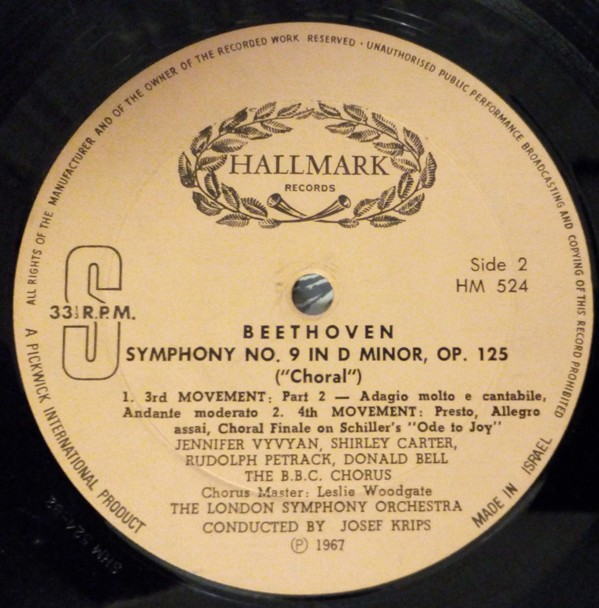 ALL RIGHTS OF THE MANUFACTURER AND OF THE OWNER OF THE RECORDED WORK RESERVED · UNAUTHORISED PUBLIC PERFORMANCE BROADCASTING AND COPYING OF THIS RECORD PROHIBITED
HALLMARK
RECORDS
Side 2
HM 524
S
33⅓ R.P.M.
BEETHOVEN
SYMPHONY NO. 9 IN D MINOR, OP. 125
("Choral")
1. 3rd MOVEMENT: Part 2 — Adagio molto e cantabile,
Andante moderato 2. 4th MOVEMENT: Presto, Allegro
assai, Choral Finale on Schiller's "Ode to Joy"
JENNIFER VYVYAN, SHIRLEY CARTER,
RUDOLPH PETRACK, DONALD BELL
THE B.B.C. CHORUS
Chorus Master: Leslie Woodgate
THE LONDON SYMPHONY ORCHESTRA
CONDUCTED BY JOSEF KRIPS
Ⓟ 1967
A PICKWICK INTERNATIONAL PRODUCT
MADE IN ISRAEL